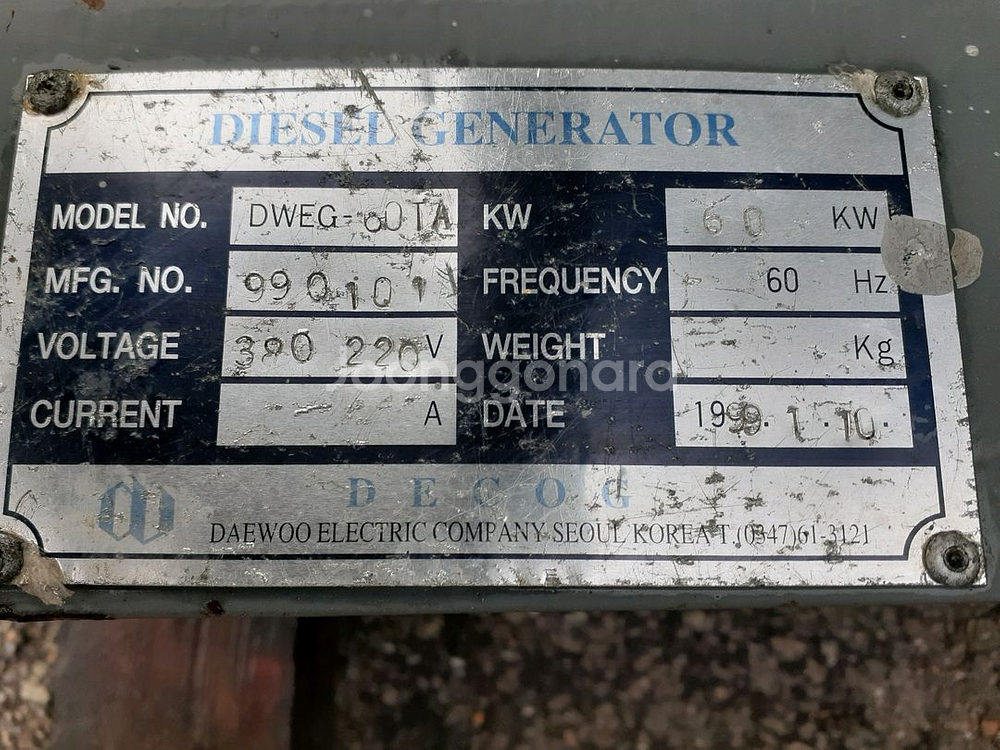 DIESEL GENERATOR
MODEL NO. DWEG-60TA KW 60 KW
MFG. NO. 9901011 FREQUENCY 60 Hz
VOLTAGE 380 220 V WEIGHT Kg
joonggonara
CURRENT A DATE 1999.1.10.
DECOG
DAEWOO ELECTRIC COMPANY SEOUL KOREA T.(0347)61-3121